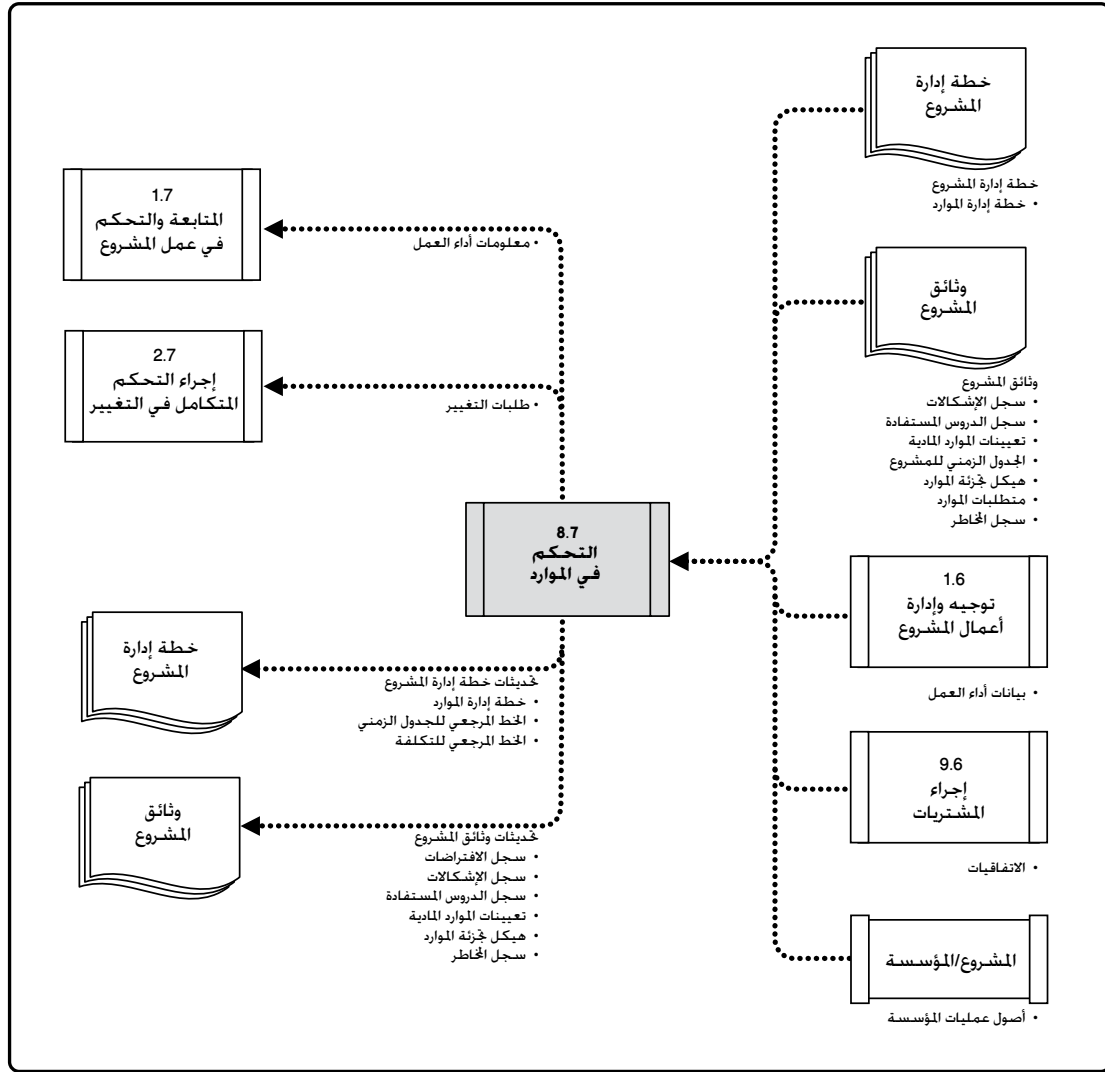 خطة إدارة
المشروع
خطة إدارة المشروع
• خطة إدارة الموارد
وثائق
المشروع
وثائق المشروع
• سجل الإشكالات
• سجل الدروس المستفادة
• تعيينات الموارد المادية
• الجدول الزمني للمشروع
• هيكل تجزئة الموارد
• متطلبات الموارد
• سجل المخاطر
1.6
توجيه وإدارة
أعمال المشروع
• بيانات أداء العمل
9.6
إجراء
المشتريات
• الاتفاقيات
المشروع/المؤسسة
• أصول عمليات المؤسسة
8.7
التحكم
في الموارد
1.7
المتابعة والتحكم
في عمل المشروع
• معلومات أداء العمل
2.7
إجراء التحكم
المتكامل في التغيير
• طلبات التغيير
خطة إدارة
المشروع
تحديثات خطة إدارة المشروع
• خطة إدارة الموارد
• الخط المرجعي للجدول الزمني
• الخط المرجعي للتكلفة
وثائق
المشروع
تحديثات وثائق المشروع
• سجل الافتراضات
• سجل الإشكالات
• سجل الدروس المستفادة
• تعيينات الموارد المادية
• هيكل تجزئة الموارد
• سجل المخاطر